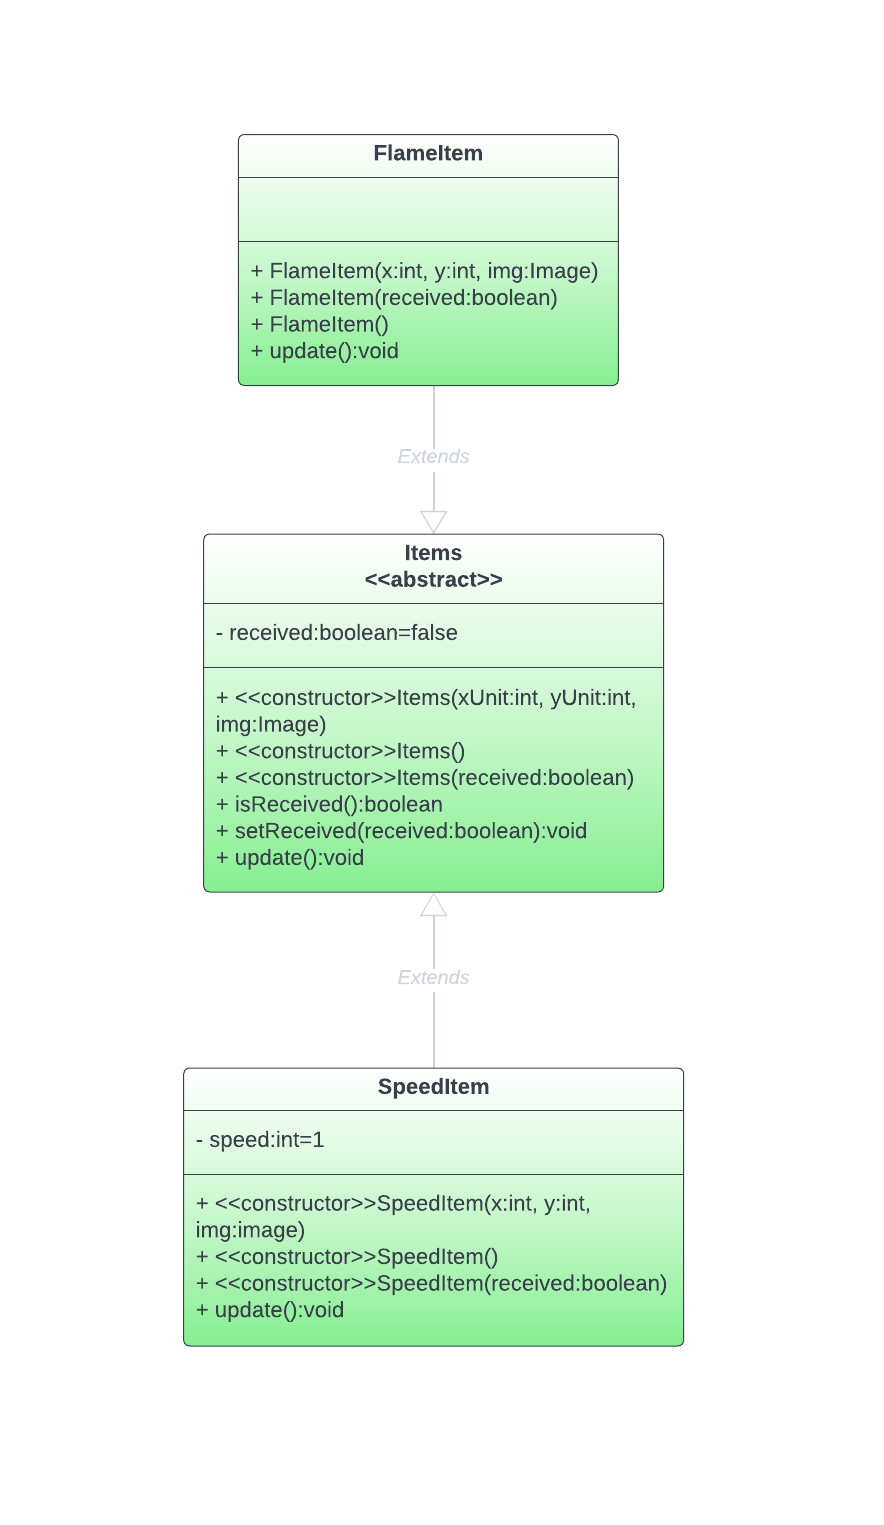 FlameItem
+ FlameItem(x:int, y:int, img:Image)
+ FlameItem(received:boolean)
+ FlameItem()
+ update():void
Extends
Items
<<abstract>>
- received:boolean=false
+ <<constructor>>Items(xUnit:int, yUnit:int,
img:Image)
+ <<constructor>>Items()
+ <<constructor>>Items(received:boolean)
+ isReceived():boolean
+ setReceived(received:boolean):void
+ update():void
Extends
SpeedItem
- speed:int=1
+ <<constructor>>SpeedItem(x:int, y:int,
img:image)
+ <<constructor>>SpeedItem()
+ <<constructor>>SpeedItem(received:boolean)
+ update():void